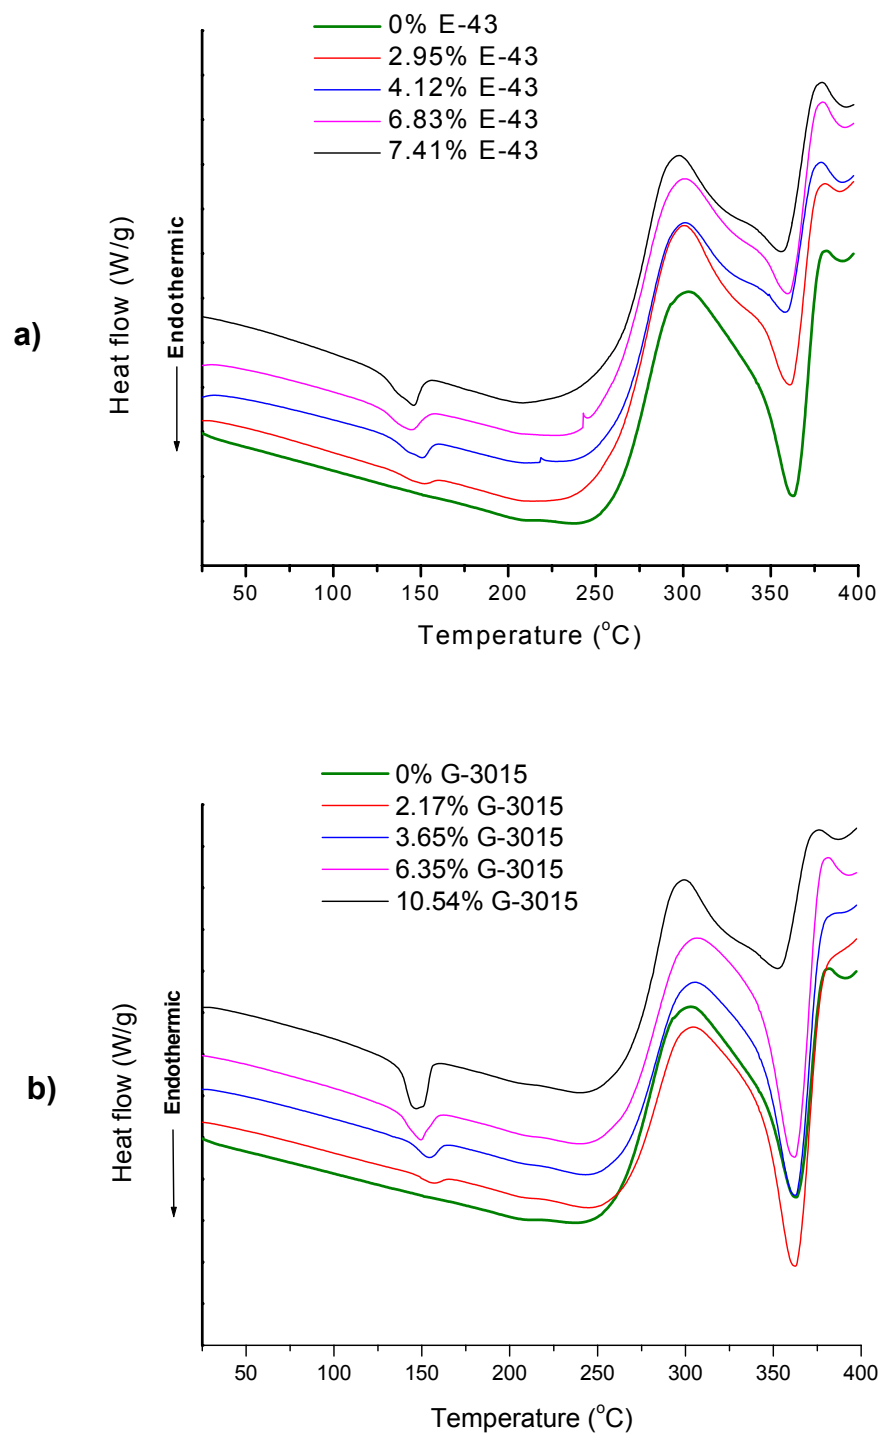 0% E-43
2.95% E-43
4.12% E-43
6.83% E-43
7.41% E-43
a)
Heat flow (W/g)
Endothermic
50 100 150 200 250 300 350 400
Temperature (°C)
0% G-3015
2.17% G-3015
3.65% G-3015
6.35% G-3015
10.54% G-3015
b)
Heat flow (W/g)
Endothermic
50 100 150 200 250 300 350 400
Temperature (°C)